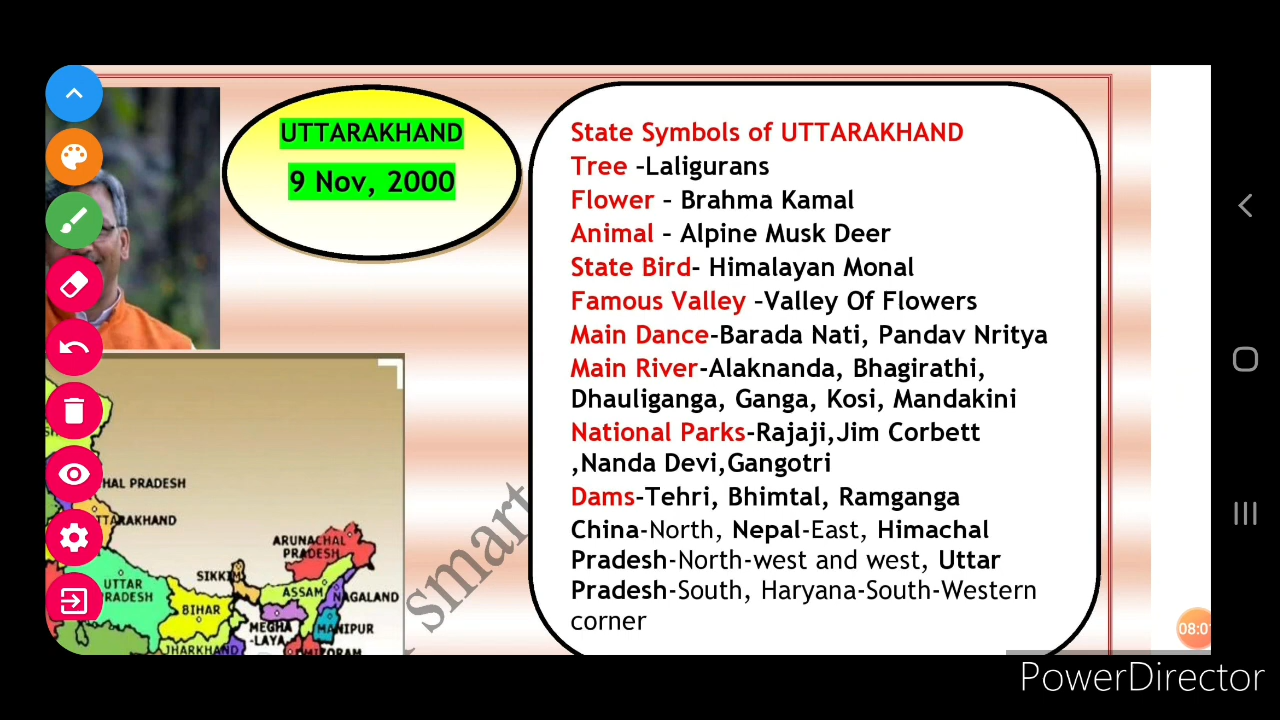 UTTARAKHAND
9 Nov, 2000
State Symbols of UTTARAKHAND
Tree –Laligurans
Flower – Brahma Kamal
Animal – Alpine Musk Deer
State Bird- Himalayan Monal
Famous Valley –Valley Of Flowers
Main Dance-Barada Nati, Pandav Nritya
Main River-Alaknanda, Bhagirathi,
Dhauliganga, Ganga, Kosi, Mandakini
National Parks-Rajaji,Jim Corbett
,Nanda Devi,Gangotri
Dams-Tehri, Bhimtal, Ramganga
China-North, Nepal-East, Himachal
Pradesh-North-west and west, Uttar
Pradesh-South, Haryana-South-Western
corner
HAL PRADESH
TTARAKHAND
UTTAR
RADESH
BIHAR
JHARKHAND
SIKKIM
ARUNACHAL
PRADESH
ASSAM
NAGALAND
MEGHA
-LAYA
MANIPUR
MIZORAM
smart
08:01
PowerDirector